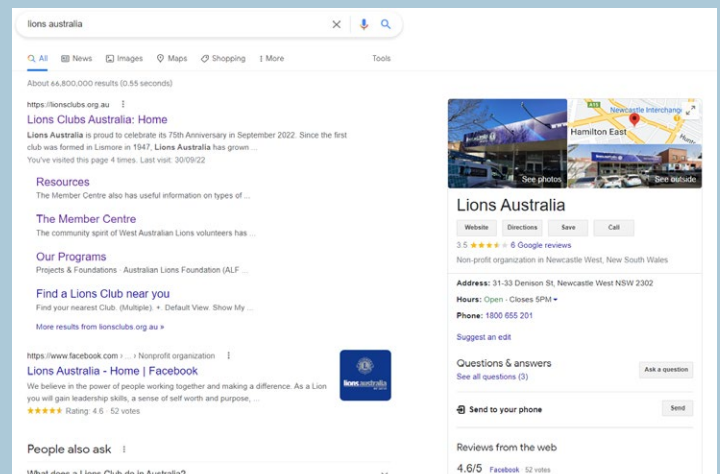 lions australia
All
News
Images
Maps
Shopping
More
Tools
About 66,800,000 results (0.55 seconds)
https://lionsclubs.org.au
Lions Clubs Australia: Home
Lions Australia is proud to celebrate its 75th Anniversary in September 2022. Since the first
club was formed in Lismore in 1947, Lions Australia has grown ...
You've visited this page 4 times. Last visit: 30/09/22
Resources
The Member Centre also has useful information on types of ...
The Member Centre
The community spirit of West Australian Lions volunteers has ...
Our Programs
Projects & Foundations · Australian Lions Foundation (ALF ...
Find a Lions Club near you
Find your nearest Club. (Multiple). +. Default View. Show My ...
More results from lionsclubs.org.au »
https://www.facebook.com › ... › Nonprofit organization
Lions Australia - Home | Facebook
We believe in the power of people working together and making a difference. As a Lion
you will gain leadership skills, a sense of self worth and purpose, ...
Rating: 4.6 · 52 votes
lionsaustralia
People also ask
What does a Lions Club do in Australia?
A15
Newcastle Interchange
Hamilton East
See photos
See outside
Lions Australia
Website
Directions
Save
Call
3.5 6 Google reviews
Non-profit organization in Newcastle West, New South Wales
Address: 31-33 Denison St, Newcastle West NSW 2302
Hours: Open · Closes 5PM
Phone: 1800 655 201
Suggest an edit
Questions & answers
See all questions (3)
Ask a question
Send to your phone
Send
Reviews from the web
4.6/5 Facebook 52 votes